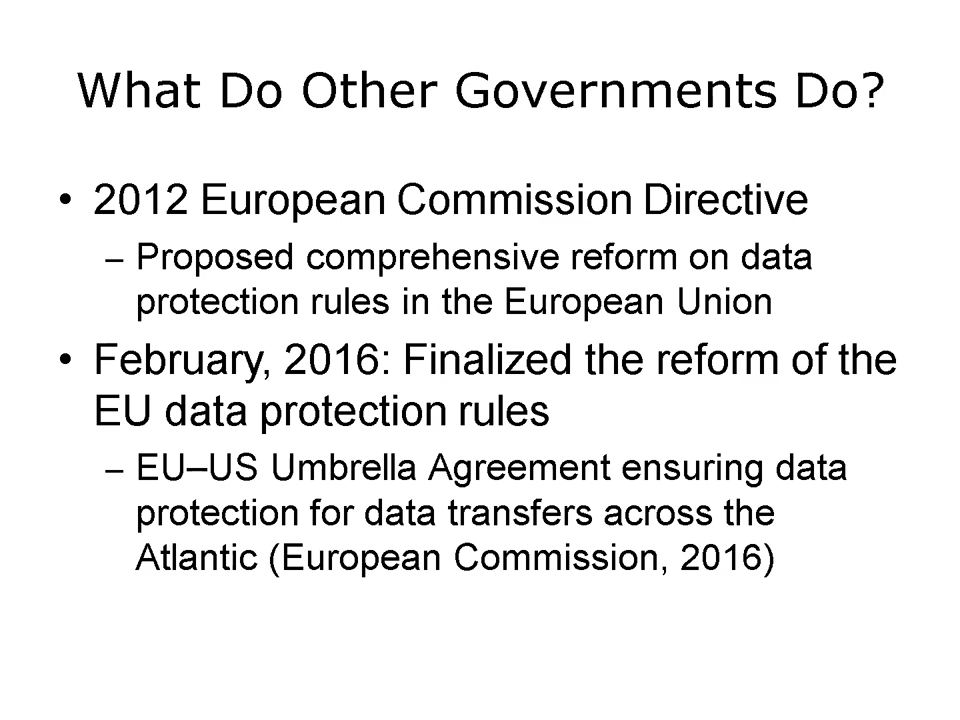 What Do Other Governments Do?
• 2012 European Commission Directive
– Proposed comprehensive reform on data
protection rules in the European Union
• February, 2016: Finalized the reform of the
EU data protection rules
– EU–US Umbrella Agreement ensuring data
protection for data transfers across the
Atlantic (European Commission, 2016)